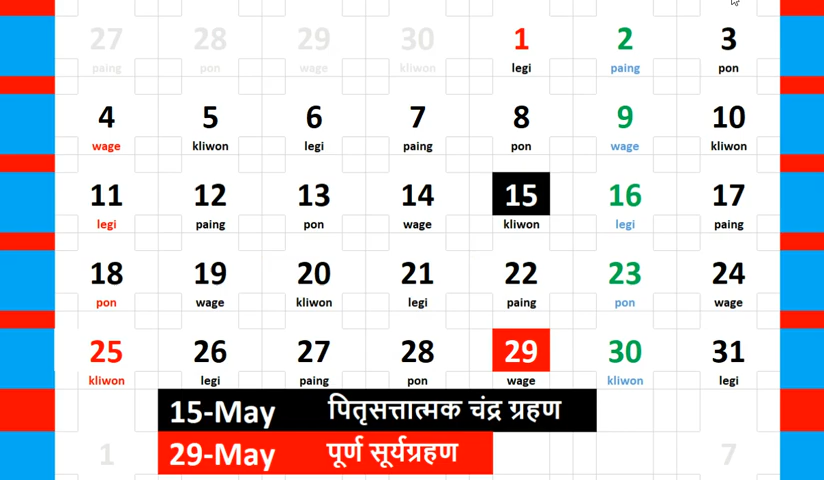 27 28 29 30 1 2 3
paing pon wage kliwon legi paing pon
4 5 6 7 8 9 10
wage kliwon legi paing pon wage kliwon
11 12 13 14 15 16 17
legi paing pon wage kliwon legi paing
18 19 20 21 22 23 24
pon wage kliwon legi paing pon wage
25 26 27 28 29 30 31
kliwon legi paing pon wage kliwon legi
15-May पितृसत्तात्मक चंद्र ग्रहण
1 29-May पूर्ण सूर्यग्रहण 7